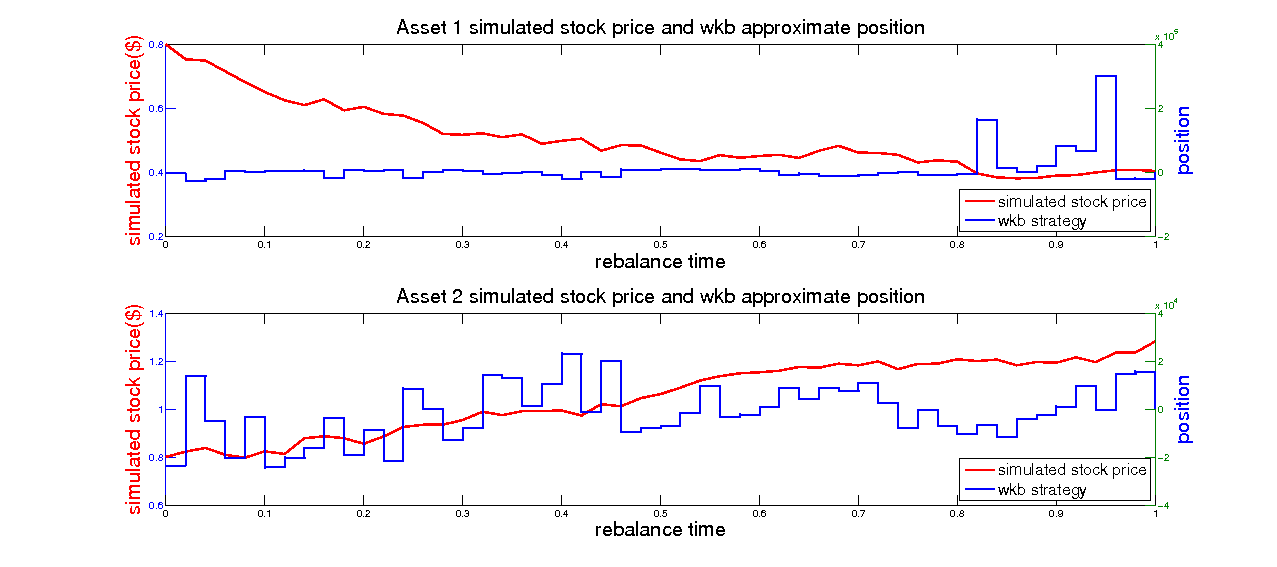 Asset 1 simulated stock price and wkb approximate position
x 10^5
simulated stock price($)
0.8
0.6
0.4
0.2
4
2
0
−2
position
simulated stock price
wkb strategy
0 0.1 0.2 0.3 0.4 0.5 0.6 0.7 0.8 0.9 1
rebalance time
Asset 2 simulated stock price and wkb approximate position
x 10^4
simulated stock price($)
1.4
1.2
1
0.8
0.6
4
2
0
−2
−4
position
simulated stock price
wkb strategy
0 0.1 0.2 0.3 0.4 0.5 0.6 0.7 0.8 0.9 1
rebalance time